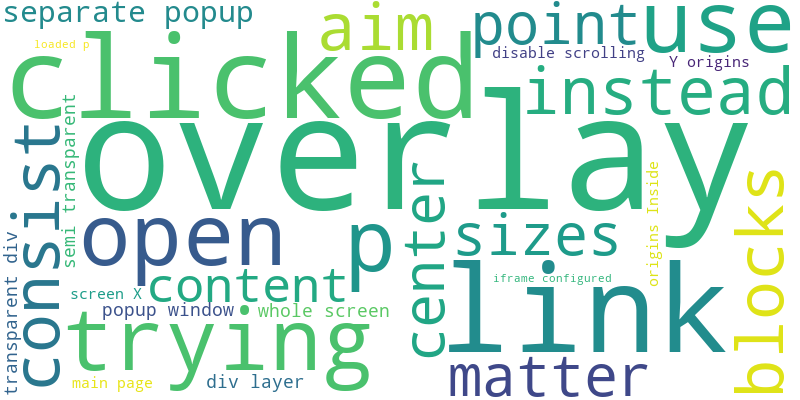 separate popup
aim
point
use
loaded p
disable scrolling
Y origins
clicked
instead
overlay
consist
semi transparent
transparent div
open
p
center
sizes
origins Inside
blocks
content
link
iframe configured
screen X
popup window
whole screen
trying
matter
main page
div layer